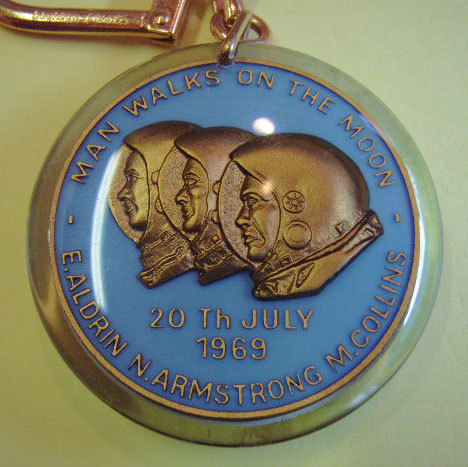 - MAN WALKS ON THE MOON -
20 Th JULY
1969
E.ALDRIN N.ARMSTRONG M.COLLINS